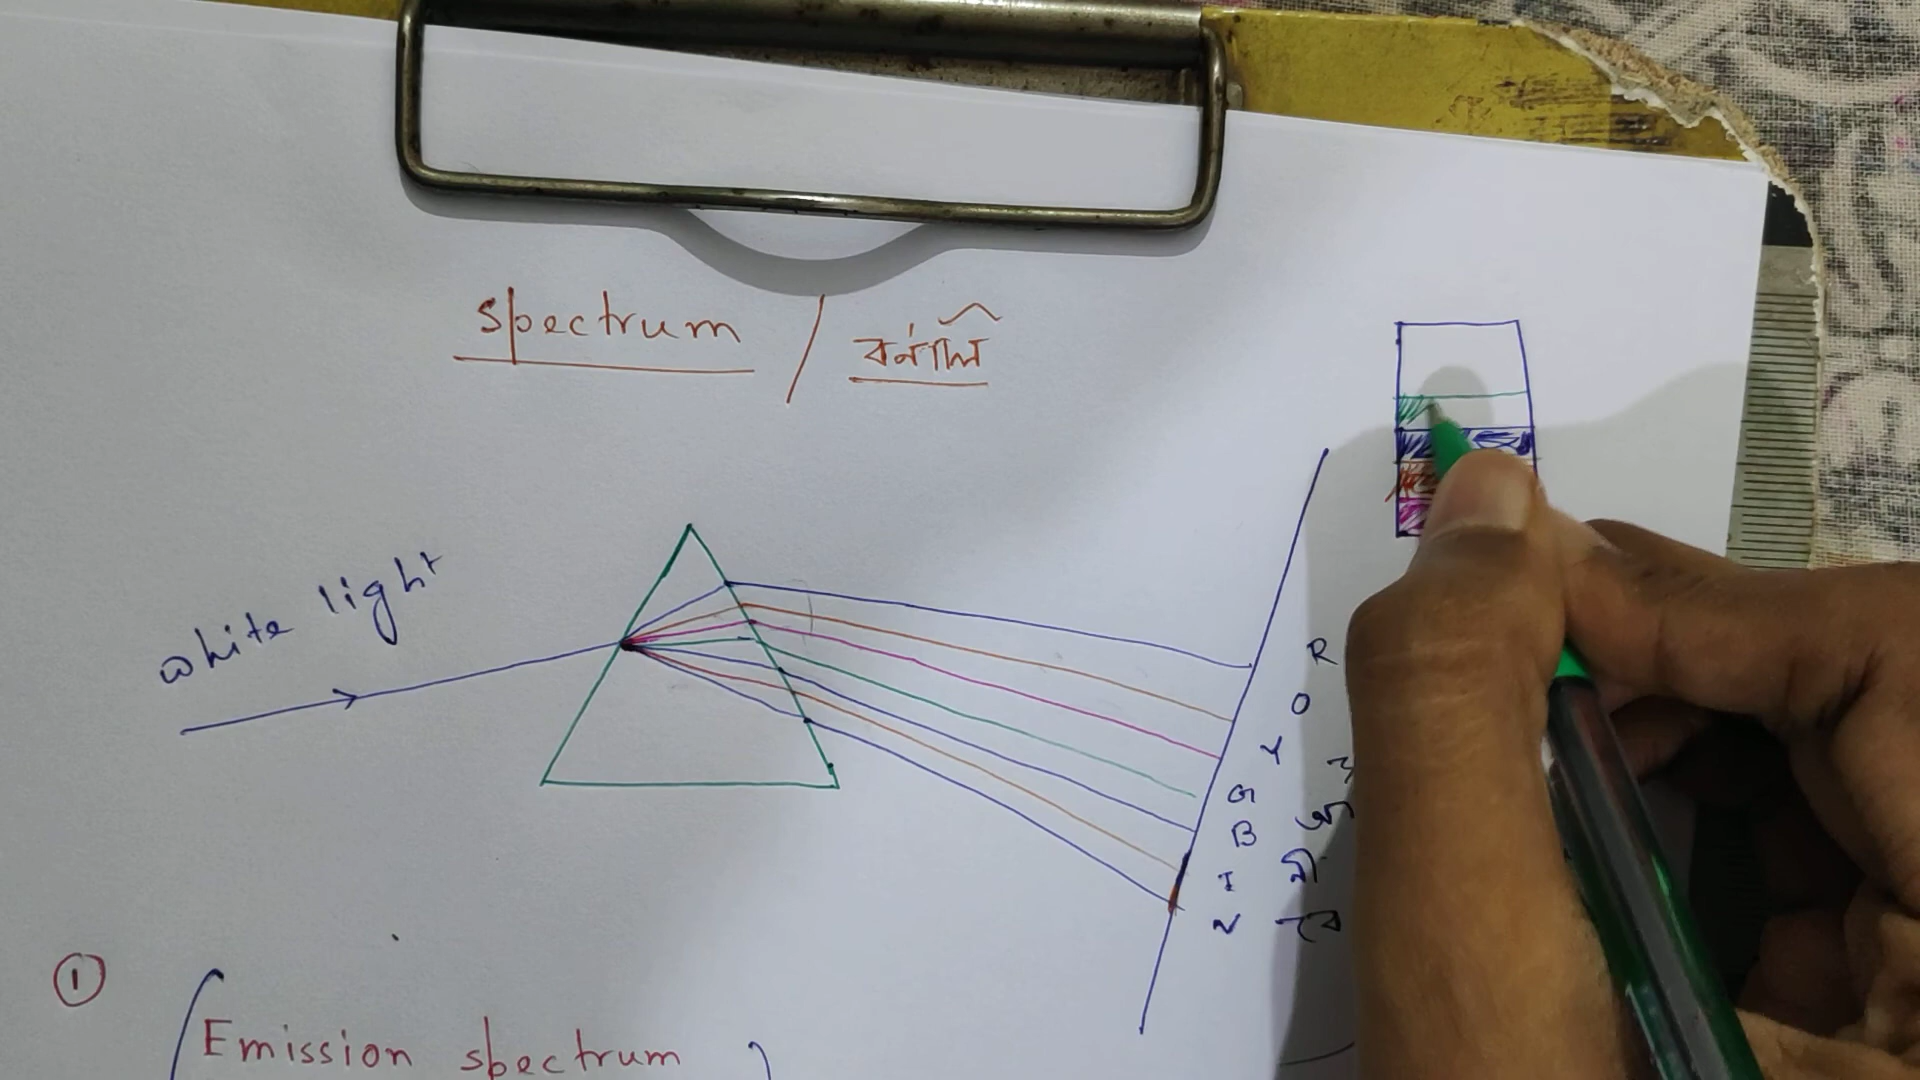 spectrum / বর্ণালি
white light
R
O
Y
G
B
I
V
①
Emission spectrum